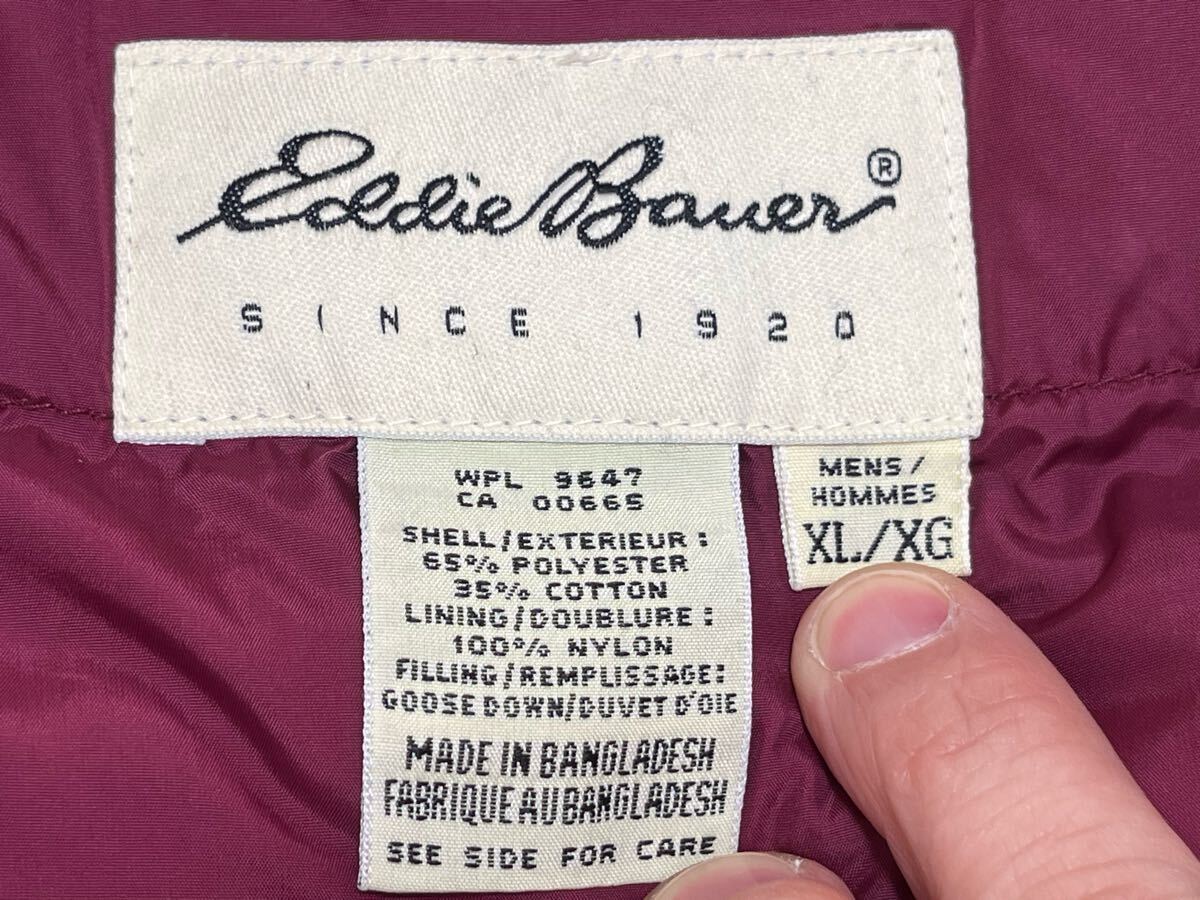 Eddie Bauer®
SINCE 1920
WPL 9647
CA 00665
SHELL/EXTERIEUR:
65% POLYESTER
35% COTTON
LINING/DOUBLURE:
100% NYLON
FILLING/REMPLISSAGE:
GOOSE DOWN/DUVET D'OIE
MADE IN BANGLADESH
FABRIQUE AU BANGLADESH
SEE SIDE FOR CARE
MENS/
HOMMES
XL/XG